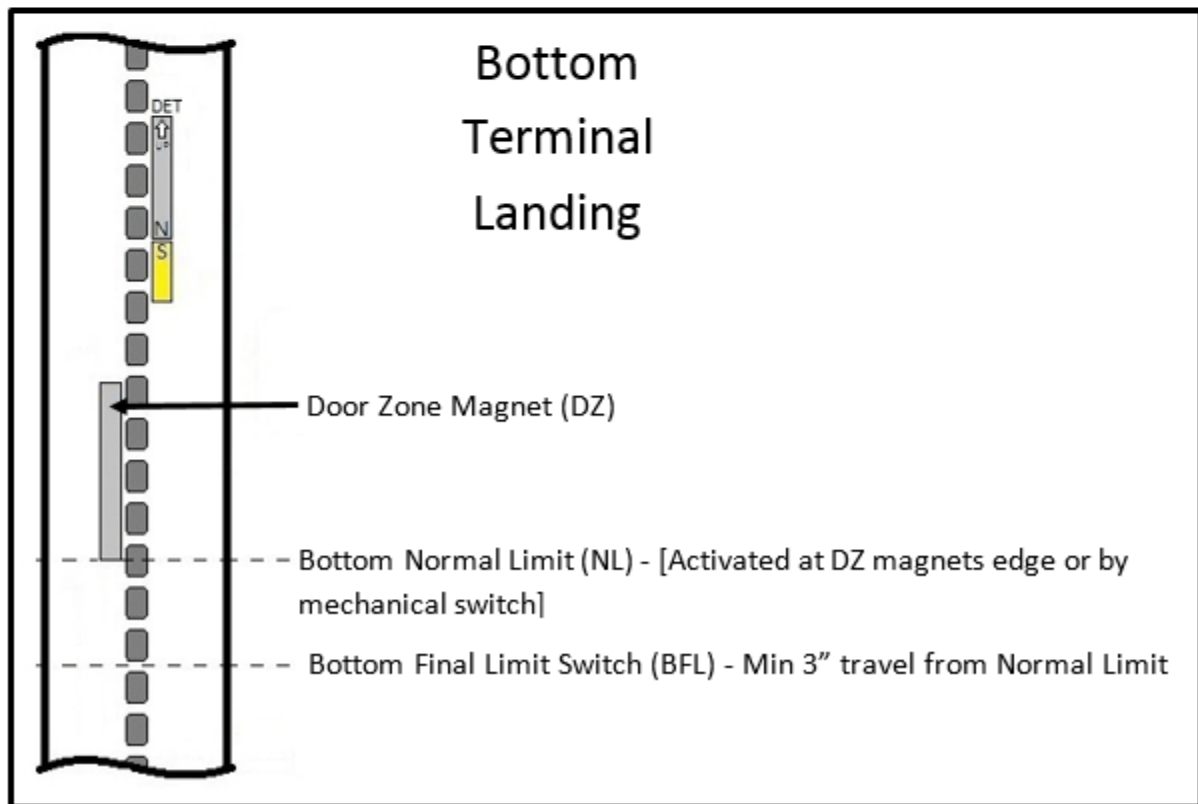 Bottom
Terminal
Landing
DET
UP
N
S
Door Zone Magnet (DZ)
Bottom Normal Limit (NL) - [Activated at DZ magnets edge or by
mechanical switch]
Bottom Final Limit Switch (BFL) - Min 3” travel from Normal Limit